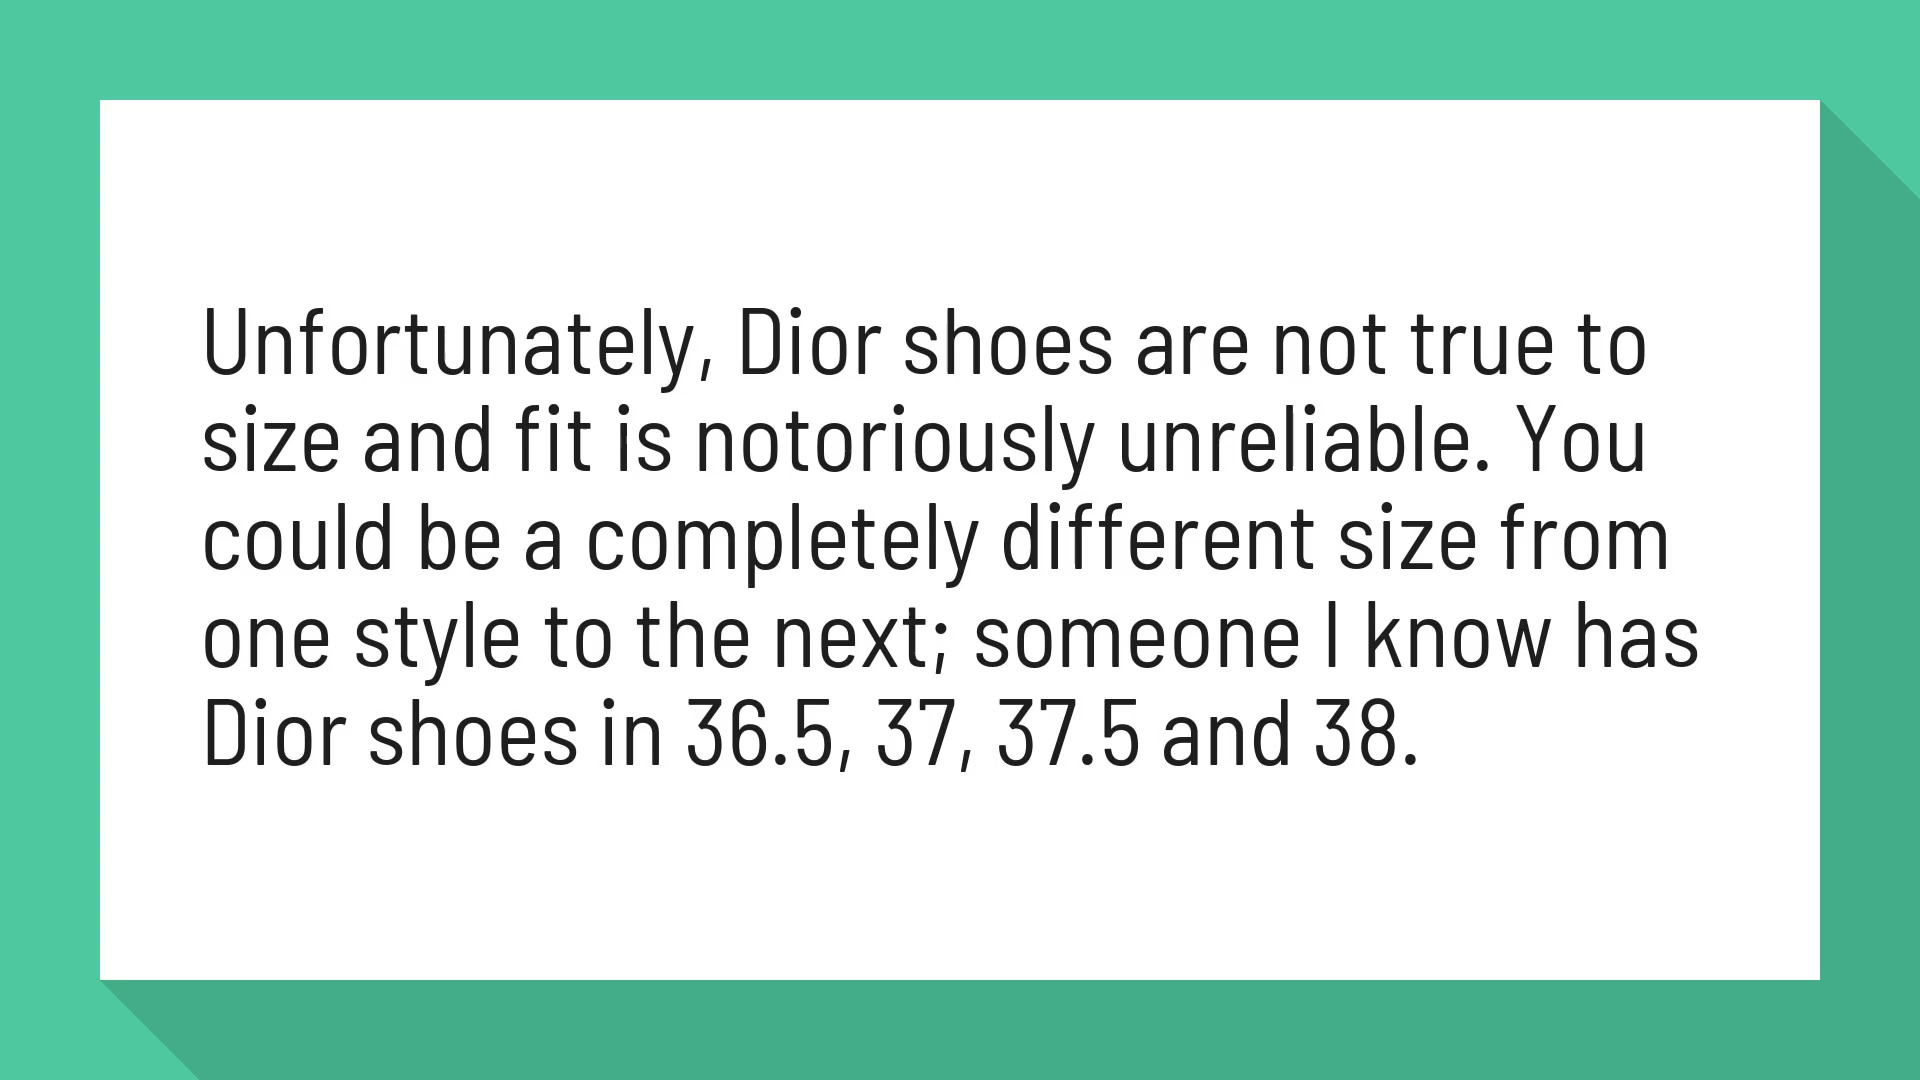 Unfortunately, Dior shoes are not true to
size and fit is notoriously unreliable. You
could be a completely different size from
one style to the next; someone I know has
Dior shoes in 36.5, 37, 37.5 and 38.